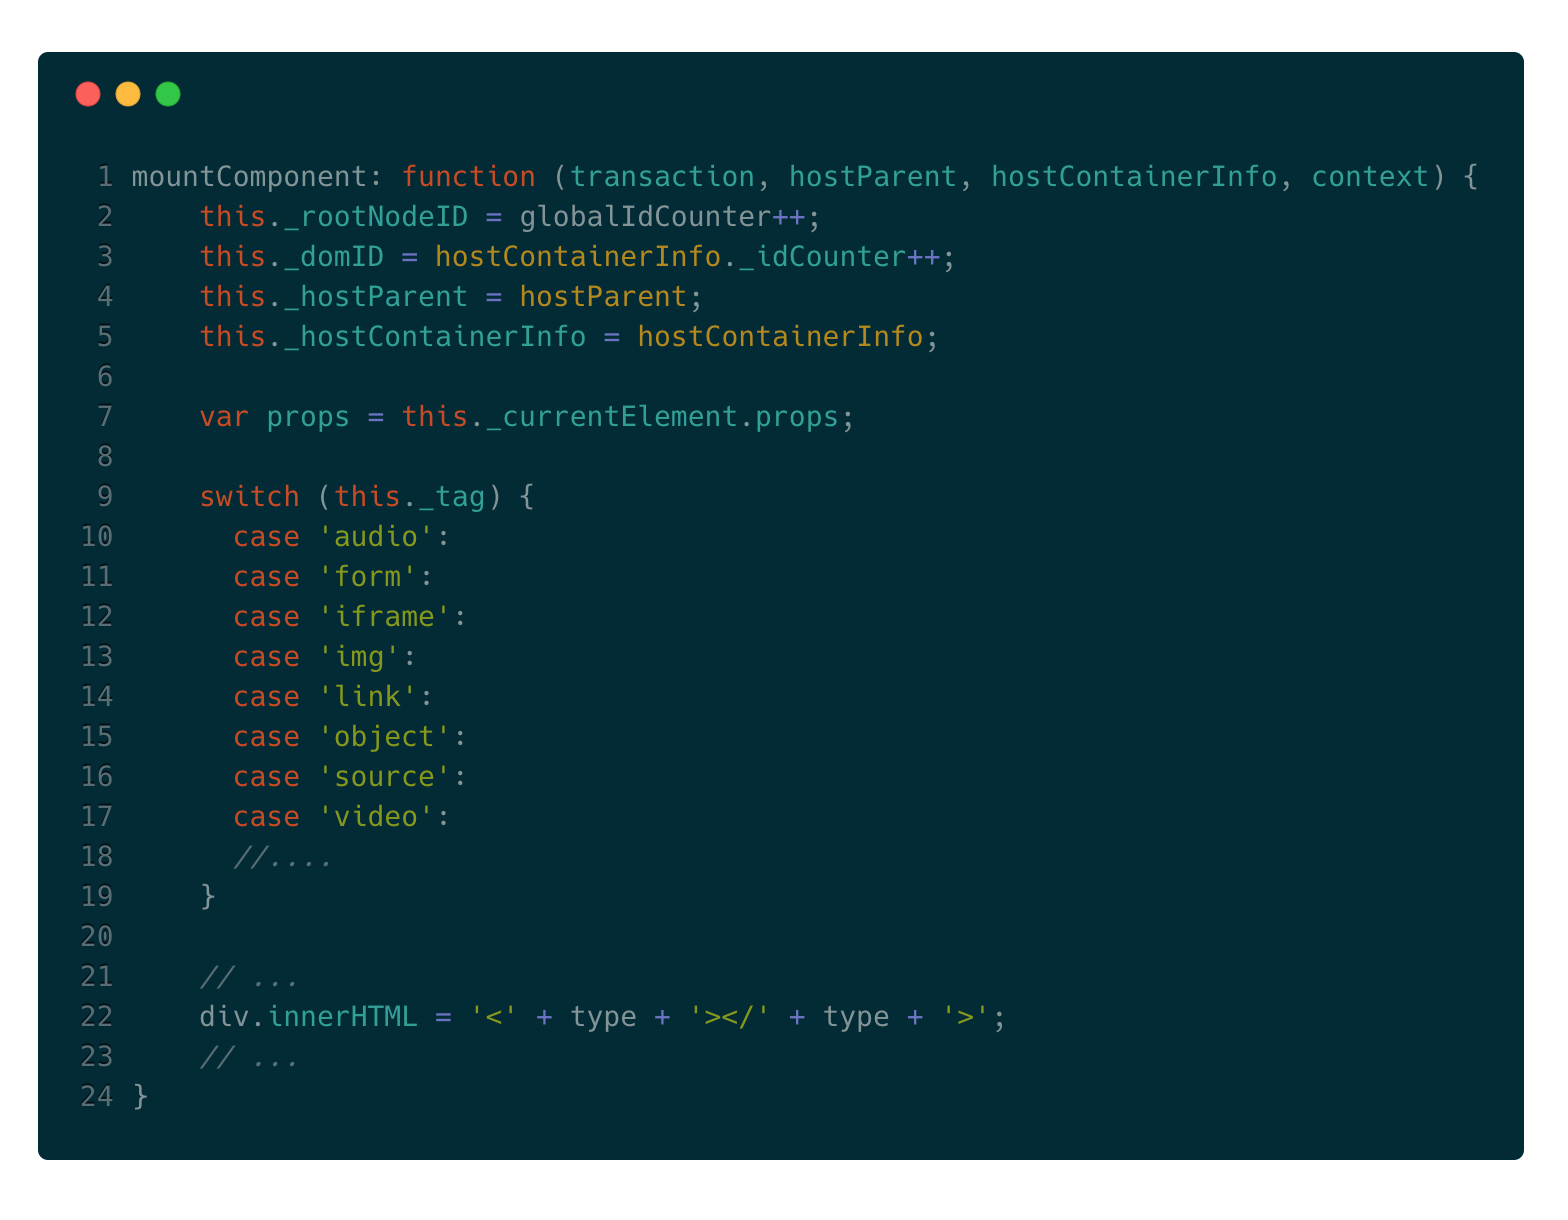 1 mountComponent: function (transaction, hostParent, hostContainerInfo, context) {
2     this._rootNodeID = globalIdCounter++;
3     this._domID = hostContainerInfo._idCounter++;
4     this._hostParent = hostParent;
5     this._hostContainerInfo = hostContainerInfo;
6
7     var props = this._currentElement.props;
8
9     switch (this._tag) {
10       case 'audio':
11       case 'form':
12       case 'iframe':
13       case 'img':
14       case 'link':
15       case 'object':
16       case 'source':
17       case 'video':
18       //....
19     }
20
21     // ...
22     div.innerHTML = '<' + type + '></' + type + '>';
23     // ...
24 }